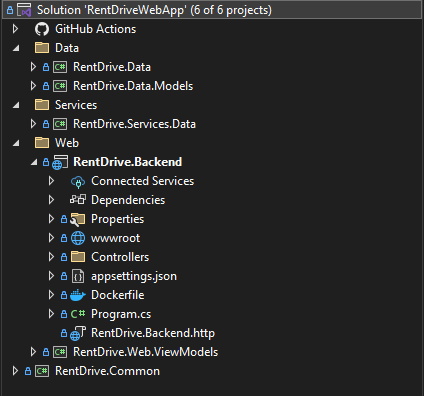 Solution 'RentDriveWebApp' (6 of 6 projects)
GitHub Actions
Data
C# RentDrive.Data
C# RentDrive.Data.Models
Services
C# RentDrive.Services.Data
Web
RentDrive.Backend
Connected Services
Dependencies
Properties
wwwroot
Controllers
appsettings.json
Dockerfile
C# Program.cs
RentDrive.Backend.http
C# RentDrive.Web.ViewModels
C# RentDrive.Common